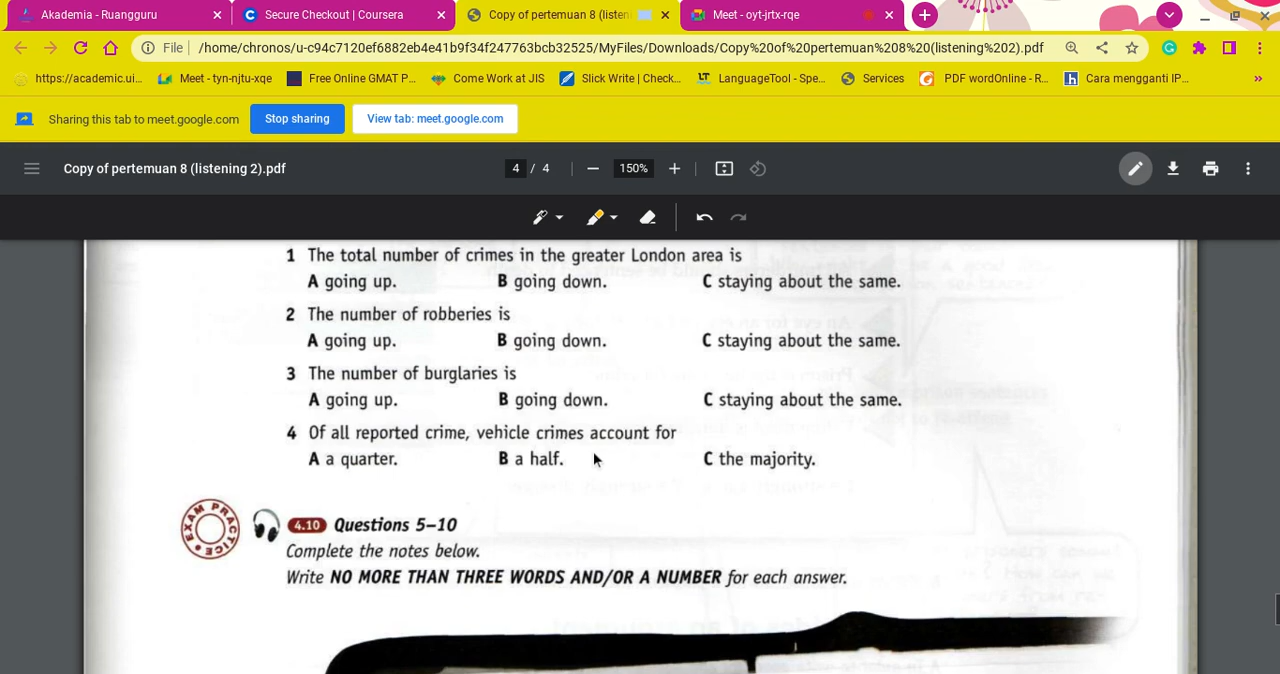 Akademia - Ruangguru
Secure Checkout | Coursera
Copy of pertemuan 8 (listeni
Meet - oyt-jrtx-rqe
File
/home/chronos/u-c94c7120ef6882eb4e41b9f34f247763bcb32525/MyFiles/Downloads/Copy%20of%20pertemuan%208%20(listening%202).pdf
https://academic.ui...
Meet - tyn-njtu-xqe
Free Online GMAT P...
Come Work at JIS
Slick Write | Check...
LanguageTool - Spe...
Services
PDF wordOnline - R...
Cara mengganti IP...
»
Sharing this tab to meet.google.com
Stop sharing
View tab: meet.google.com
Copy of pertemuan 8 (listening 2).pdf
4 / 4
150%
1 The total number of crimes in the greater London area is
A going up. B going down. C staying about the same.
2 The number of robberies is
A going up. B going down. C staying about the same.
3 The number of burglaries is
A going up. B going down. C staying about the same.
4 Of all reported crime, vehicle crimes account for
A a quarter. B a half. C the majority.
EXAM PRACTICE
4.10 Questions 5–10
Complete the notes below.
Write NO MORE THAN THREE WORDS AND/OR A NUMBER for each answer.